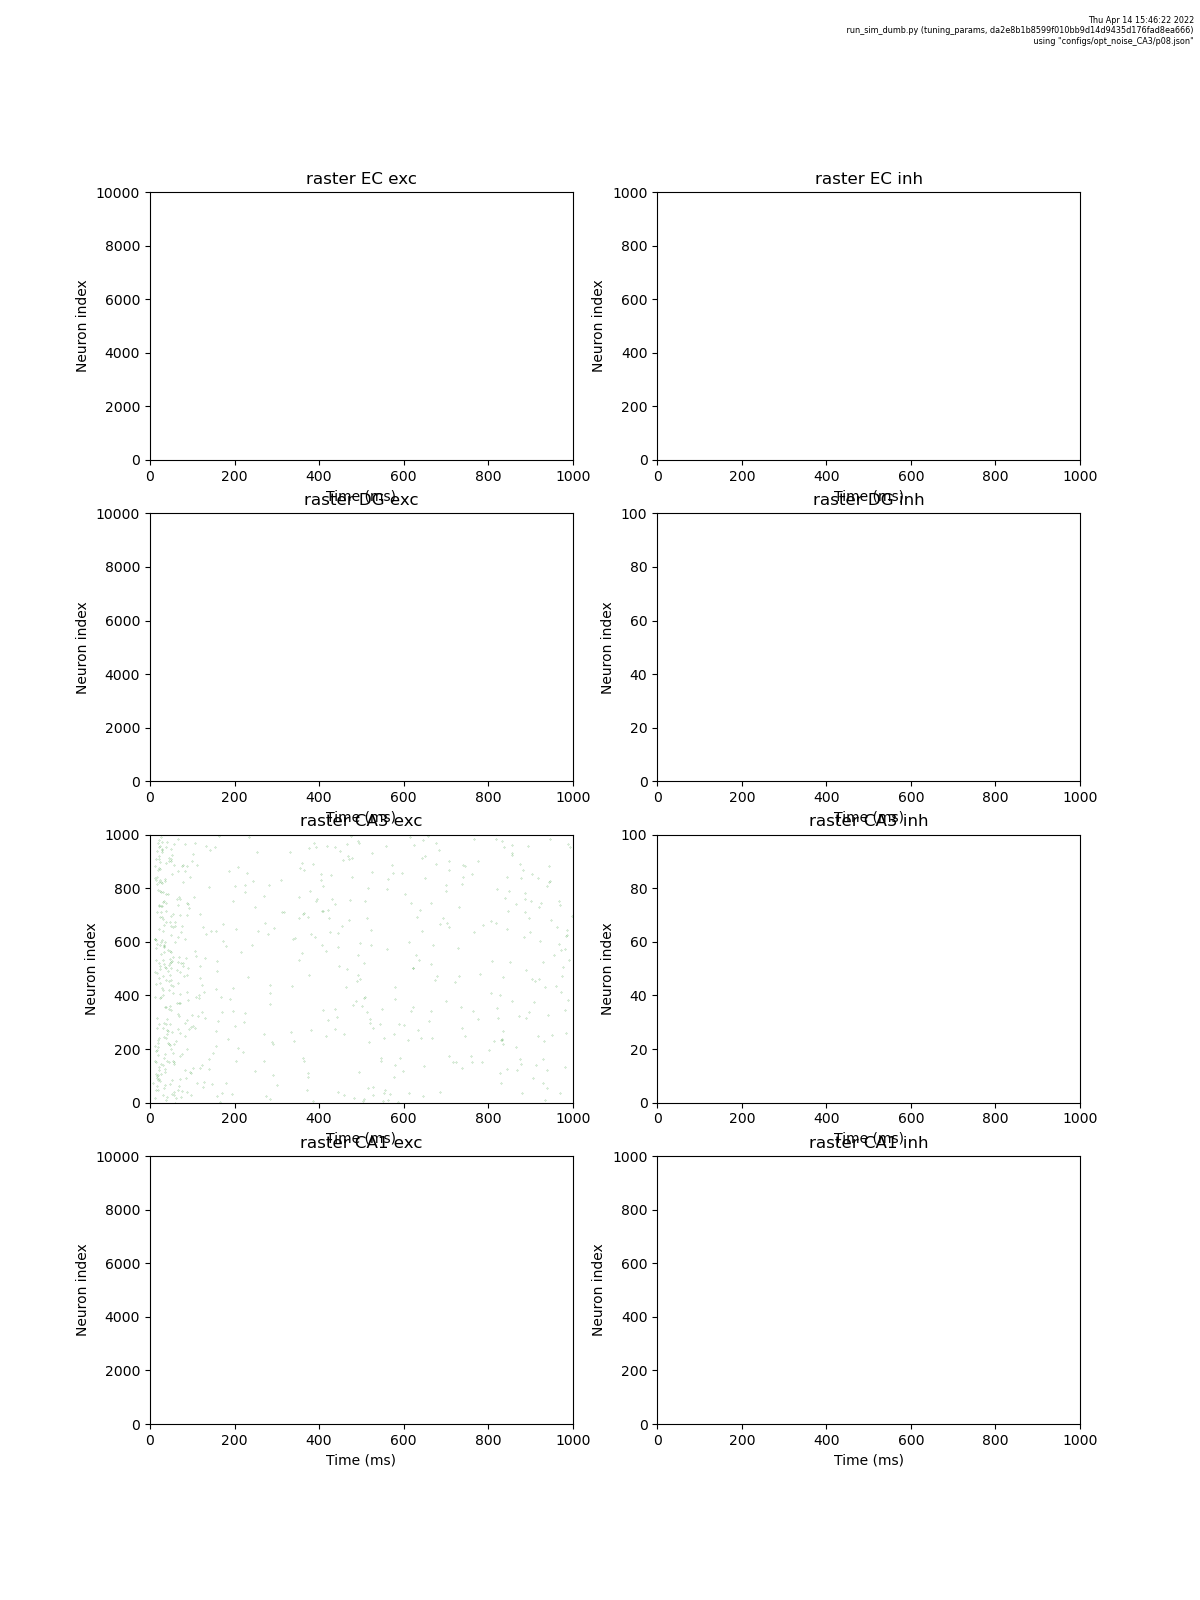 Thu Apr 14 15:46:22 2022
run_sim_dumb.py (tuning_params, da2e8b1b8599f010bb9d14d9435d176fad8ea666)
using "configs/opt_noise_CA3/p08.json"
raster EC exc
10000
8000
6000
4000
2000
0
Neuron index
0 200 400 600 800 1000
Time (ms)
raster EC inh
1000
800
600
400
200
0
Neuron index
0 200 400 600 800 1000
Time (ms)
raster DG exc
10000
8000
6000
4000
2000
0
Neuron index
0 200 400 600 800 1000
Time (ms)
raster DG inh
100
80
60
40
20
0
Neuron index
0 200 400 600 800 1000
Time (ms)
raster CA3 exc
1000
800
600
400
200
0
Neuron index
0 200 400 600 800 1000
Time (ms)
raster CA3 inh
100
80
60
40
20
0
Neuron index
0 200 400 600 800 1000
Time (ms)
raster CA1 exc
10000
8000
6000
4000
2000
0
Neuron index
0 200 400 600 800 1000
Time (ms)
raster CA1 inh
1000
800
600
400
200
0
Neuron index
0 200 400 600 800 1000
Time (ms)